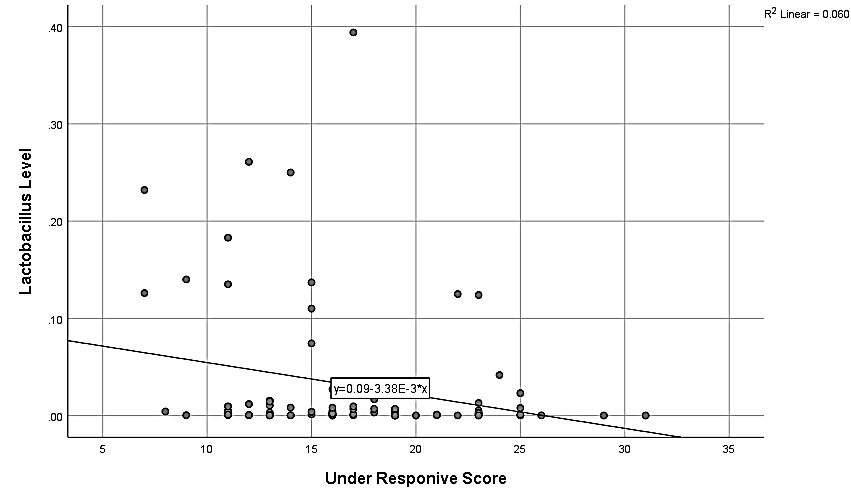 R2 Linear = 0.060
.40
.30
.20
.10
.00
Lactobacillus Level
y=0.09-3.38E-3*x
5 10 15 20 25 30 35
Under Responive Score